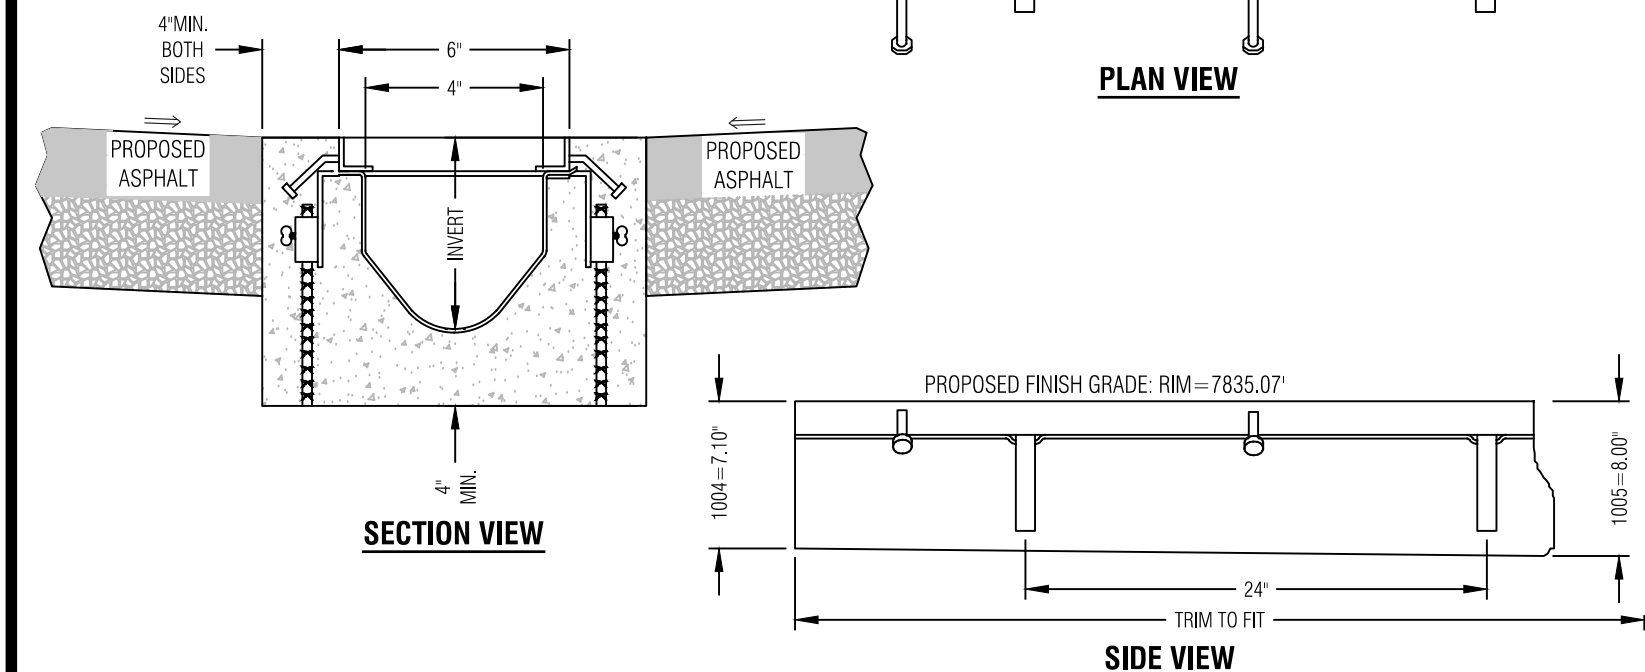 4"MIN.
BOTH
SIDES
6"
4"
PLAN VIEW
PROPOSED
ASPHALT
PROPOSED
ASPHALT
INVERT
4"
MIN.
SECTION VIEW
PROPOSED FINISH GRADE: RIM=7835.07'
1004=7.10"
1005=8.00"
24"
TRIM TO FIT
SIDE VIEW